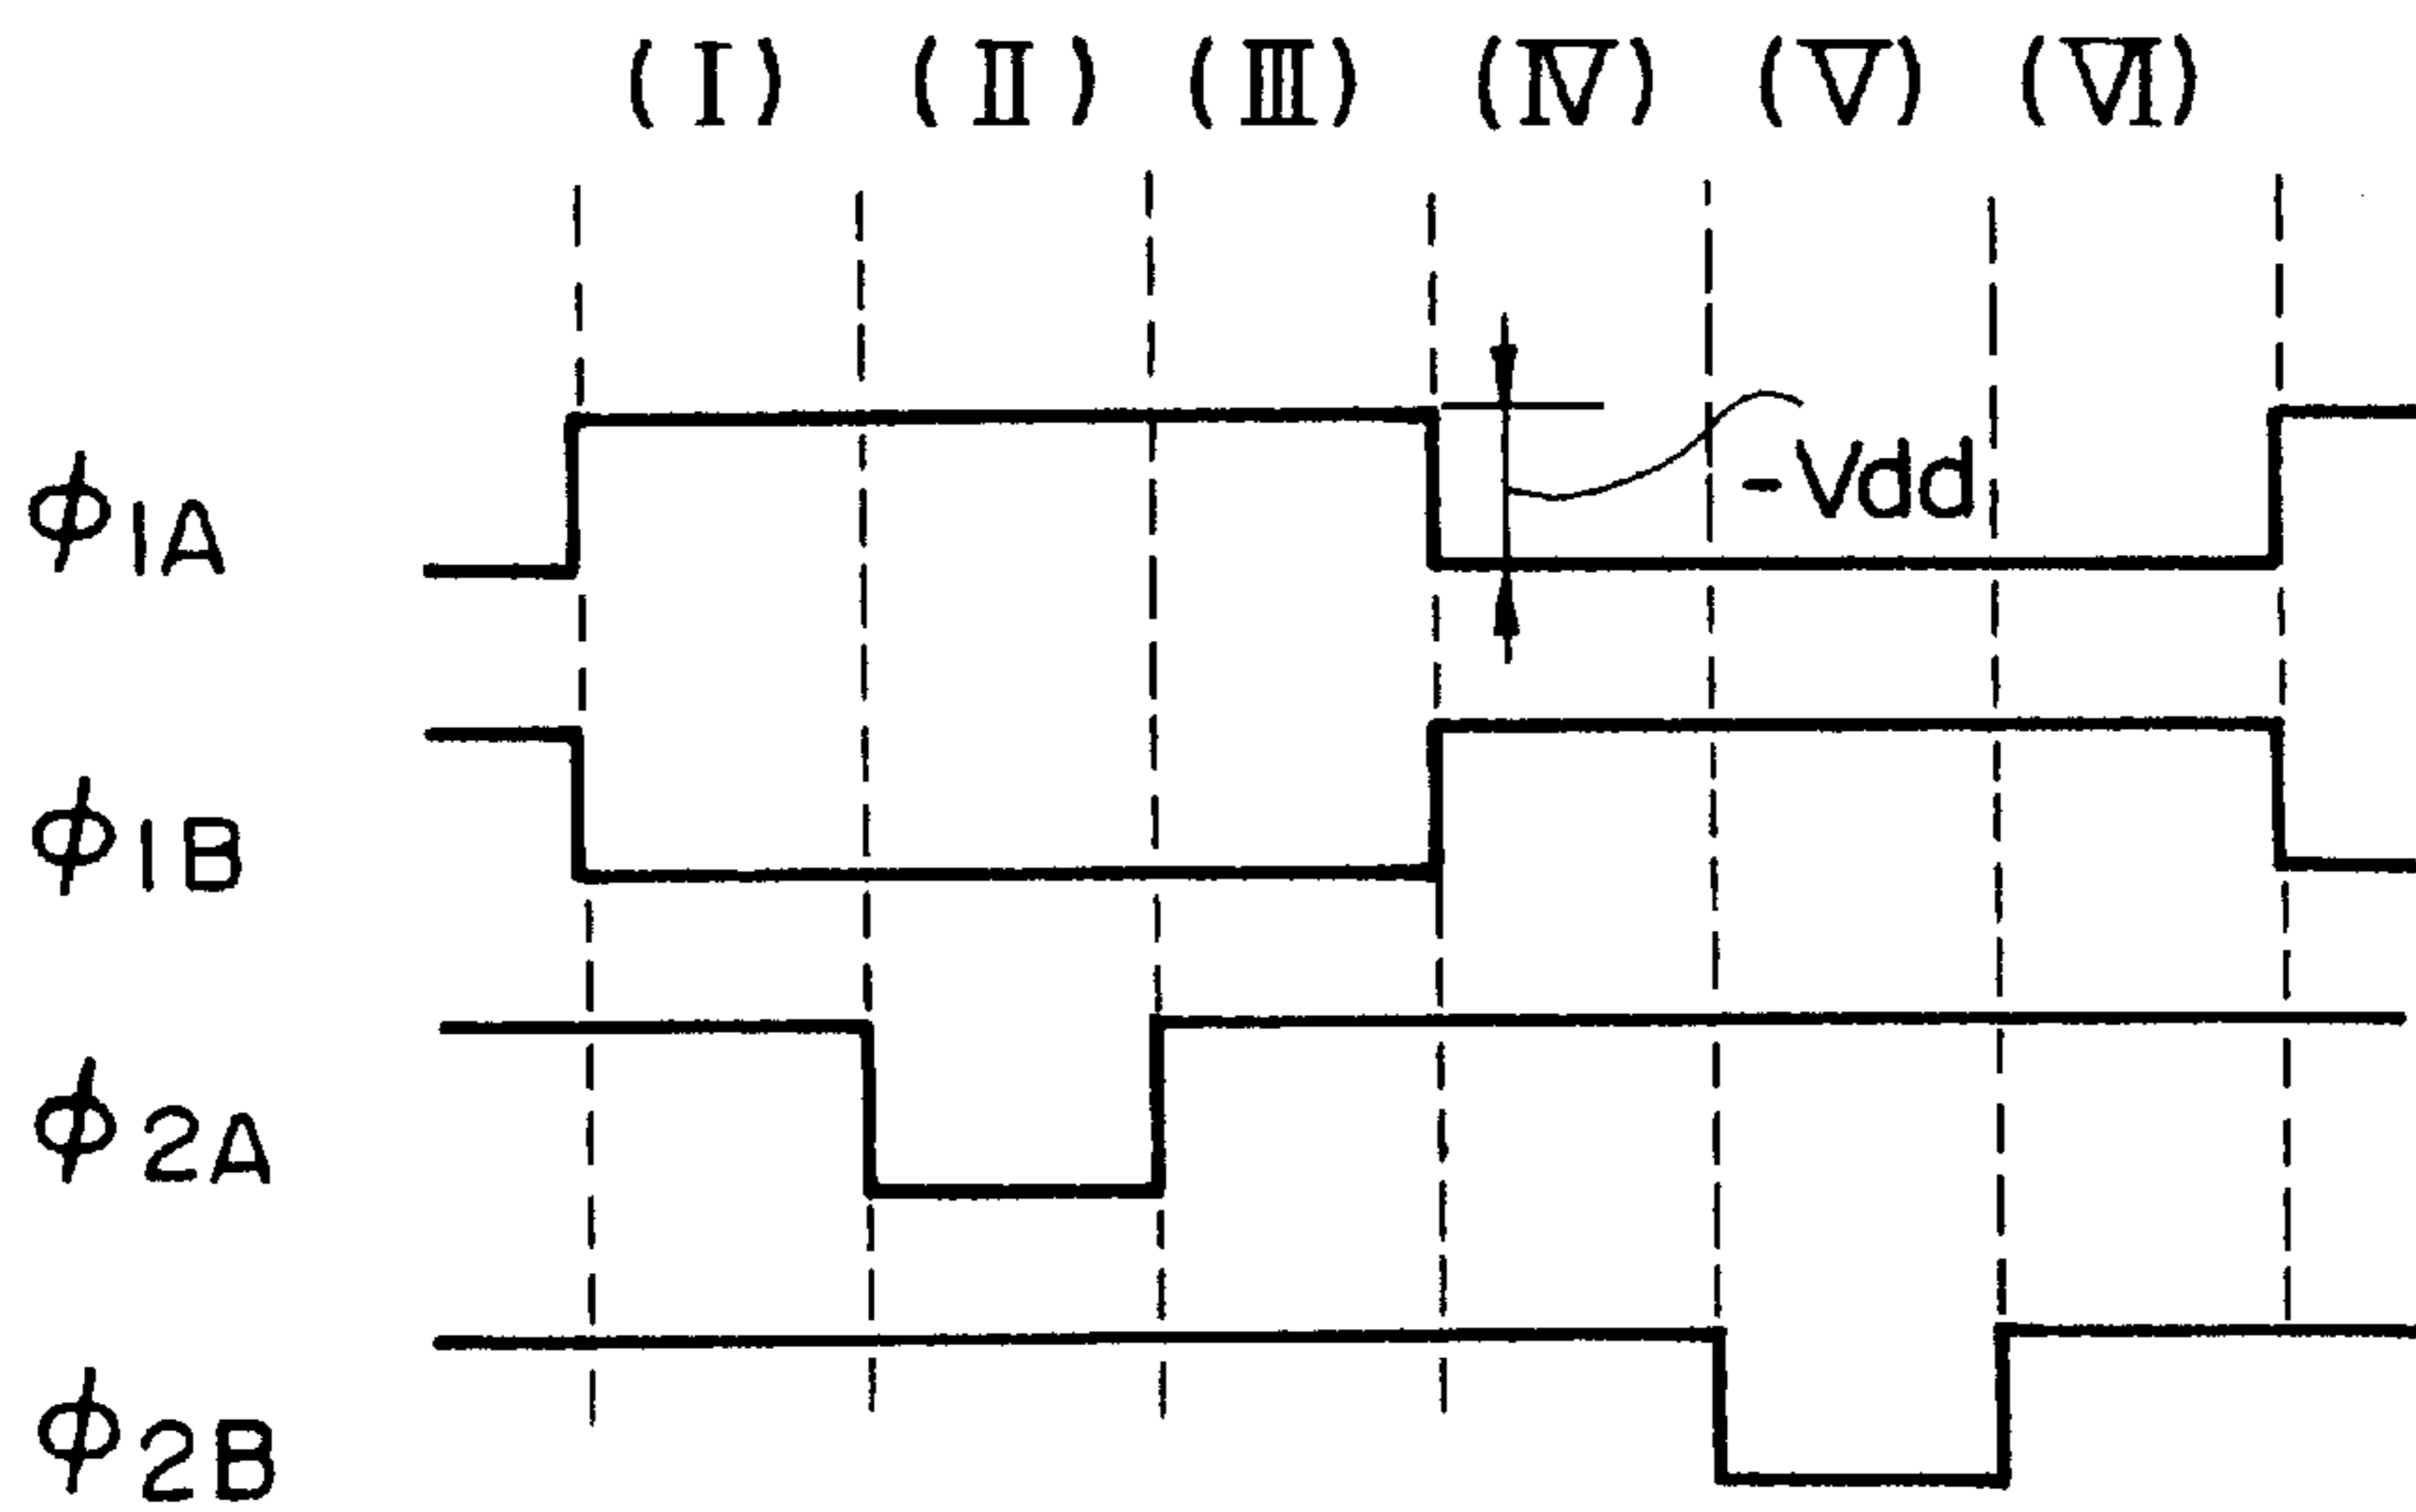 (I) (II) (III) (IV) (V) (VI)
ϕ1A
-Vdd
ϕ1B
ϕ2A
ϕ2B